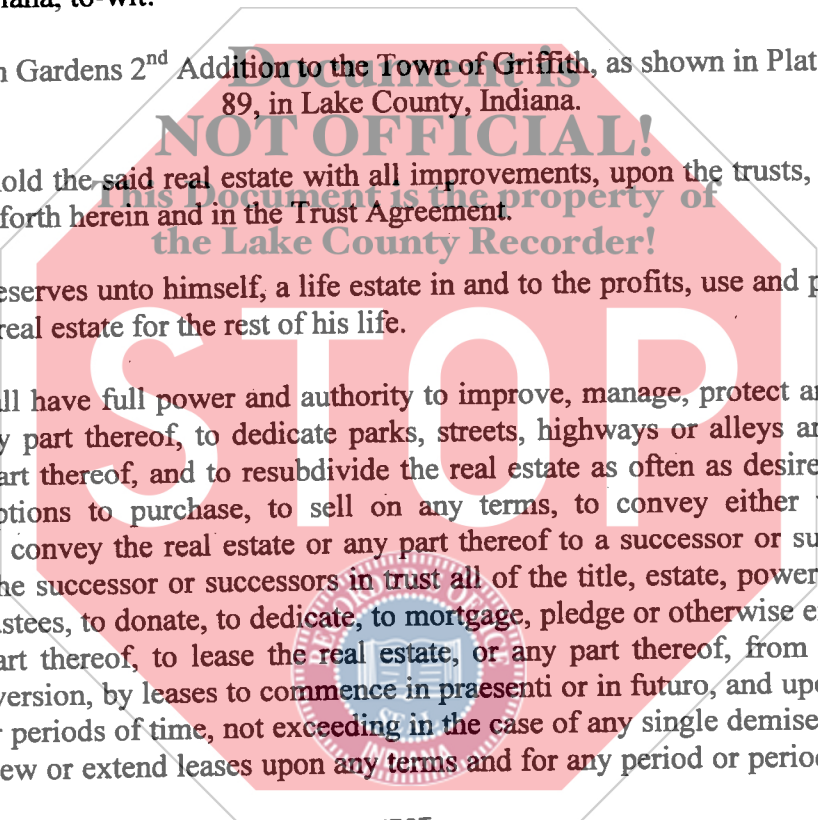 to-wit:
Document is
Gardens 2nd Addition to the Town of Griffith, as shown in Plat
89, in Lake County, Indiana.
NOT OFFICIAL!
the said real estate with all improvements, upon the trusts,
This Document is the property of
forth herein and in the Trust Agreement.
the Lake County Recorder!
eserves unto himself, a life estate in and to the profits, use and p
real estate for the rest of his life.
STOP
all have full power and authority to improve, manage, protect an
y part thereof, to dedicate parks, streets, highways or alleys an
art thereof, and to resubdivide the real estate as often as desire
ptions to purchase, to sell on any terms, to convey either
convey the real estate or any part thereof to a successor or su
he successor or successors in trust all of the title, estate, power
stees, to donate, to dedicate, to mortgage, pledge or otherwise e
art thereof, to lease the real estate, or any part thereof, from
version, by leases to commence in praesenti or in futuro, and upo
r periods of time, not exceeding in the case of any single demise
ew or extend leases upon any terms and for any period or perio
INDIANA